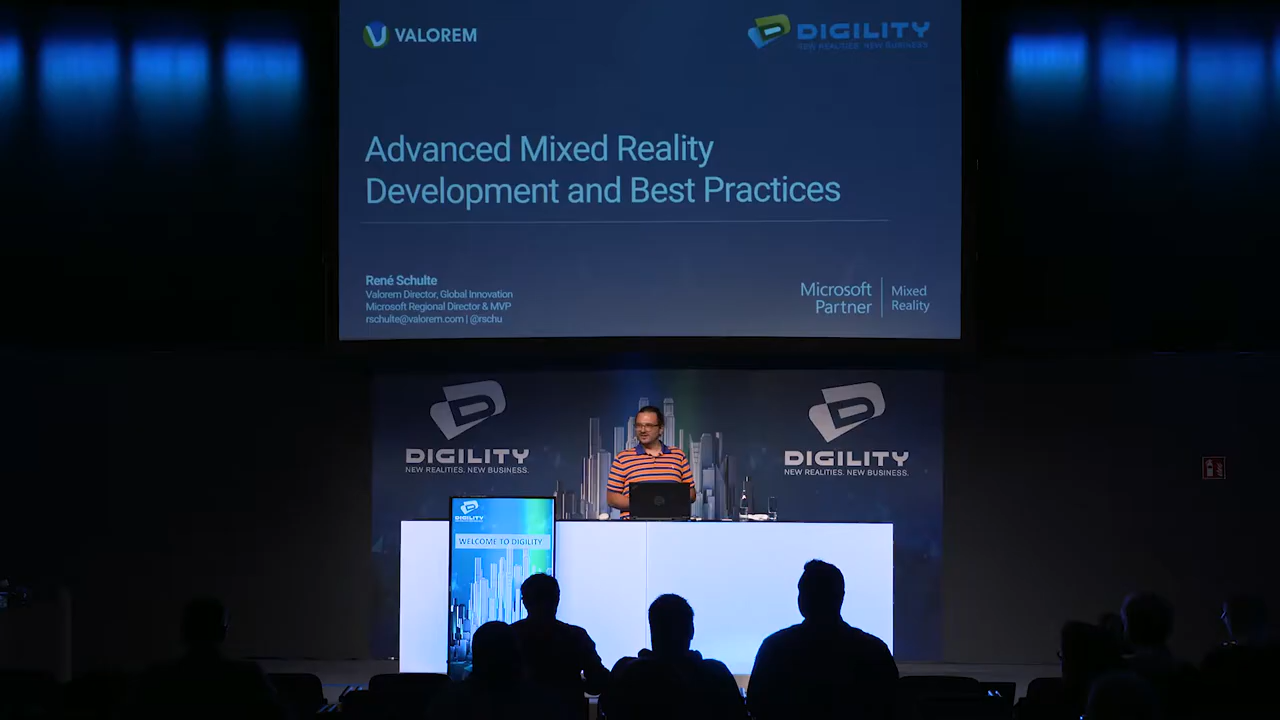 VALOREM
DIGILITY
NEW REALITIES. NEW BUSINESS.
Advanced Mixed Reality
Development and Best Practices
René Schulte
Valorem Director, Global Innovation
Microsoft Regional Director & MVP
rschulte@valorem.com | @rschu
Microsoft
Partner
Mixed
Reality
DIGILITY
NEW REALITIES. NEW BUSINESS.
DIGILITY
NEW REALITIES. NEW BUSINESS.
DIGILITY
WELCOME TO DIGILITY